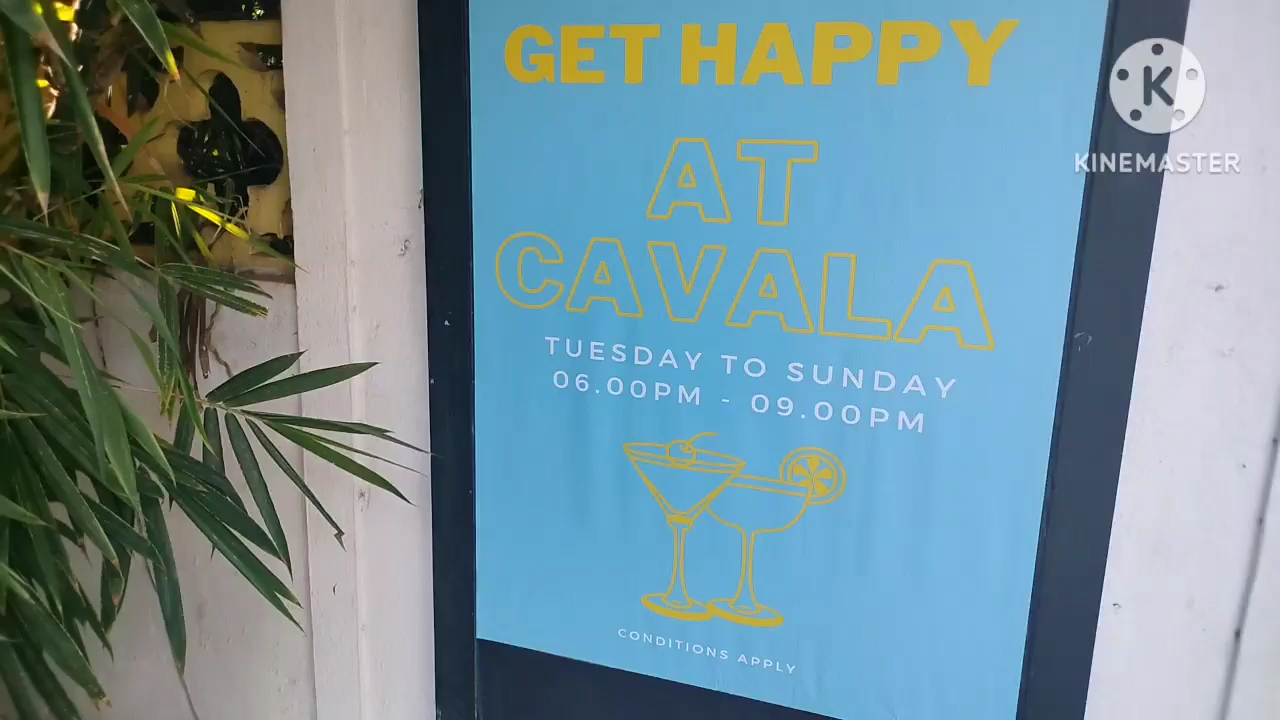 GET HAPPY
AT
CAVALA
TUESDAY TO SUNDAY
06.00PM - 09.00PM
CONDITIONS APPLY
K
KINEMASTER